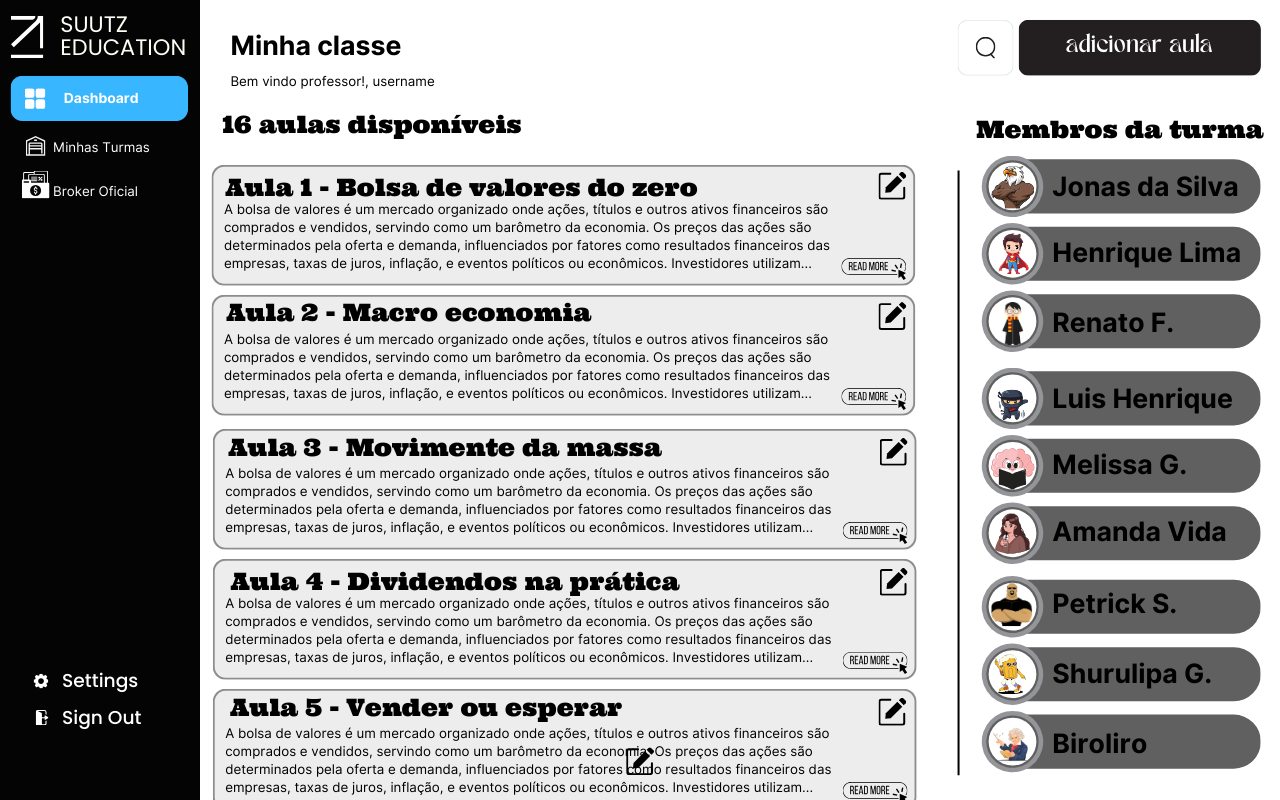 SUUTZ
EDUCATION
Dashboard
Minhas Turmas
Broker Oficial
Settings
Sign Out
Minha classe
Bem vindo professor!, username
adicionar aula
16 aulas disponíveis
Aula 1 - Bolsa de valores do zero
A bolsa de valores é um mercado organizado onde ações, títulos e outros ativos financeiros são
comprados e vendidos, servindo como um barômetro da economia. Os preços das ações são
determinados pela oferta e demanda, influenciados por fatores como resultados financeiros das
empresas, taxas de juros, inflação, e eventos políticos ou econômicos. Investidores utilizam...
READ MORE
Aula 2 - Macro economia
A bolsa de valores é um mercado organizado onde ações, títulos e outros ativos financeiros são
comprados e vendidos, servindo como um barômetro da economia. Os preços das ações são
determinados pela oferta e demanda, influenciados por fatores como resultados financeiros das
empresas, taxas de juros, inflação, e eventos políticos ou econômicos. Investidores utilizam...
READ MORE
Aula 3 - Movimente da massa
A bolsa de valores é um mercado organizado onde ações, títulos e outros ativos financeiros são
comprados e vendidos, servindo como um barômetro da economia. Os preços das ações são
determinados pela oferta e demanda, influenciados por fatores como resultados financeiros das
empresas, taxas de juros, inflação, e eventos políticos ou econômicos. Investidores utilizam...
READ MORE
Aula 4 - Dividendos na prática
A bolsa de valores é um mercado organizado onde ações, títulos e outros ativos financeiros são
comprados e vendidos, servindo como um barômetro da economia. Os preços das ações são
determinados pela oferta e demanda, influenciados por fatores como resultados financeiros das
empresas, taxas de juros, inflação, e eventos políticos ou econômicos. Investidores utilizam...
READ MORE
Aula 5 - Vender ou esperar
A bolsa de valores é um mercado organizado onde ações, títulos e outros ativos financeiros são
comprados e vendidos, servindo como um barômetro da economia. Os preços das ações são
determinados pela oferta e demanda, influenciados por fatores como resultados financeiros das
empresas, taxas de juros, inflação, e eventos políticos ou econômicos. Investidores utilizam...
READ MORE
Membros da turma
Jonas da Silva
Henrique Lima
Renato F.
Luis Henrique
Melissa G.
Amanda Vida
Petrick S.
Shurulipa G.
Biroliro